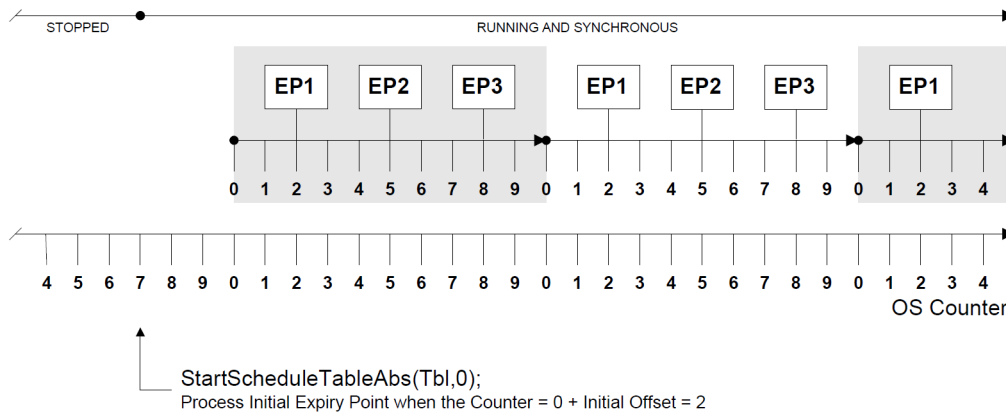 STOPPED RUNNING AND SYNCHRONOUS
EP1 EP2 EP3 EP1 EP2 EP3 EP1
0 1 2 3 4 5 6 7 8 9 0 1 2 3 4 5 6 7 8 9 0 1 2 3 4
4 5 6 7 8 9 0 1 2 3 4 5 6 7 8 9 0 1 2 3 4 5 6 7 8 9 0 1 2 3 4
OS Counter
StartScheduleTableAbs(Tbl,0);
Process Initial Expiry Point when the Counter = 0 + Initial Offset = 2